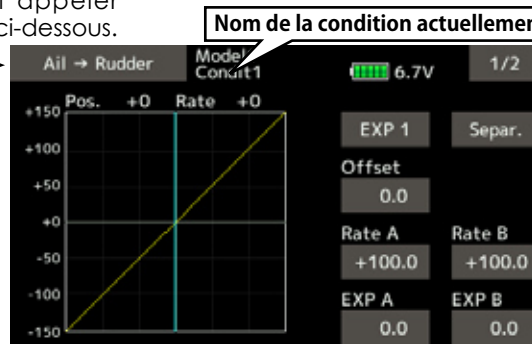 appeler
ci-dessous.
Nom de la condition actuellemen
Ail → Rudder
Model
Condit1
6.7V
1/2
Pos. +0 Rate +0
+150
+100
+50
+0
-50
-100
-150
EXP 1
Separ.
Offset
0.0
Rate A
Rate B
+100.0
+100.0
EXP A
EXP B
0.0
0.0